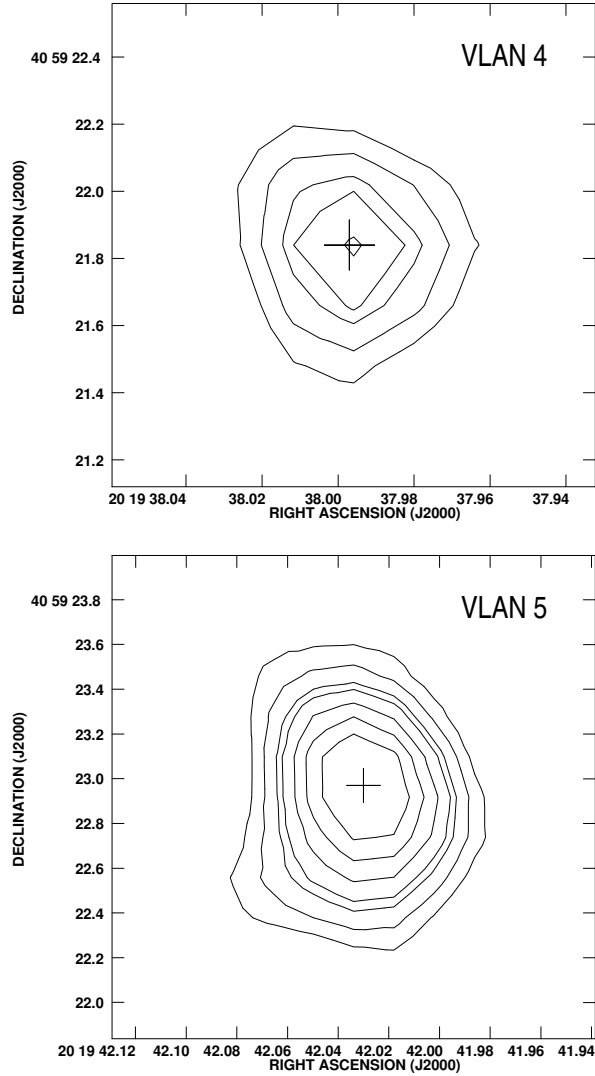 VLAN 4
40 59 22.4
22.2
22.0
21.8
21.6
21.4
21.2
DECLINATION (J2000)
20 19 38.04 38.02 38.00 37.98 37.96 37.94
RIGHT ASCENSION (J2000)
VLAN 5
40 59 23.8
23.6
23.4
23.2
23.0
22.8
22.6
22.4
22.2
22.0
DECLINATION (J2000)
20 19 42.12 42.10 42.08 42.06 42.04 42.02 42.00 41.98 41.96 41.94
RIGHT ASCENSION (J2000)